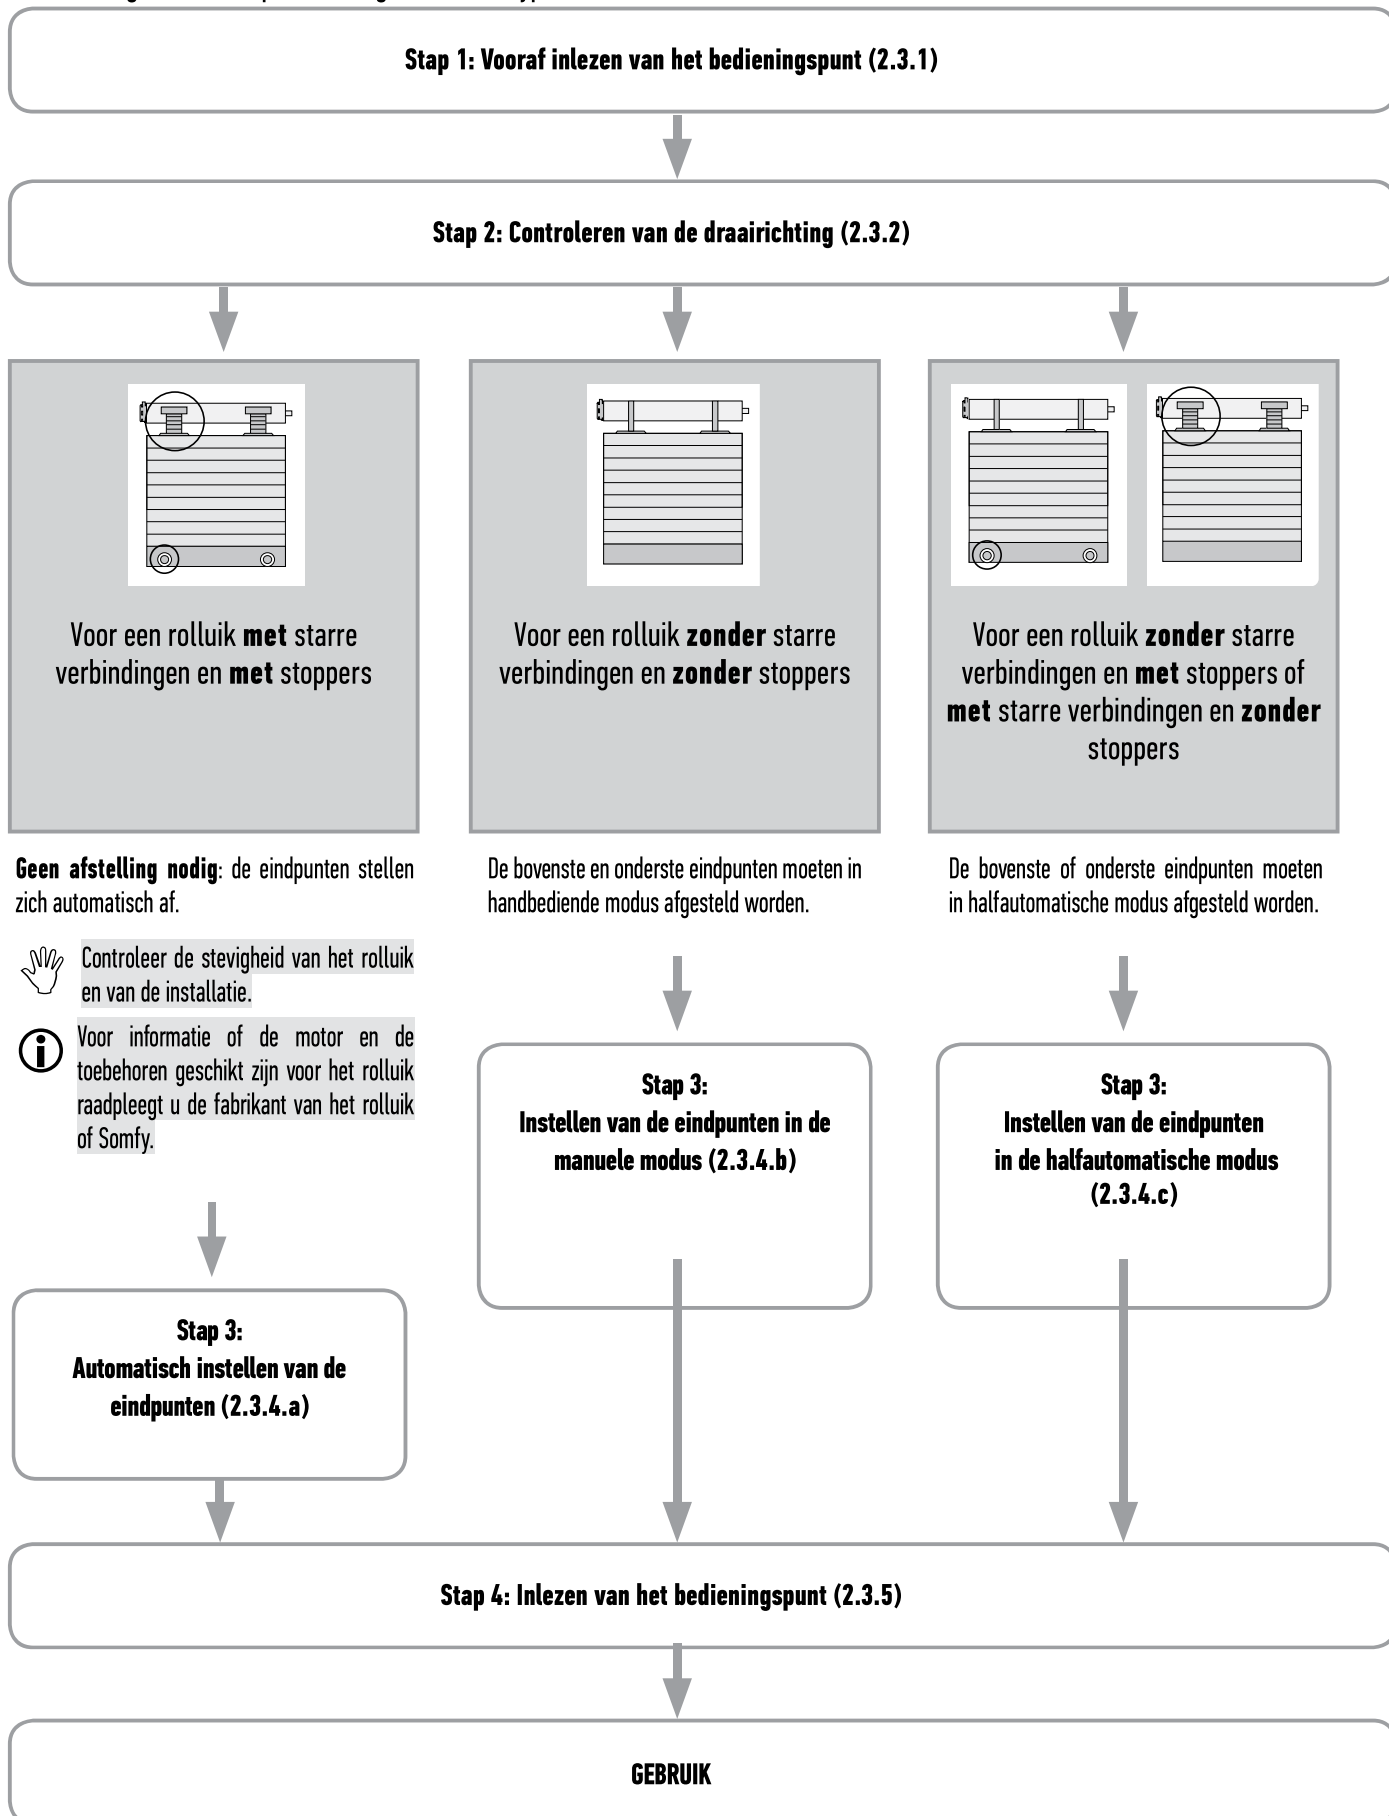 Stap 1: Vooraf inlezen van het bedieningspunt (2.3.1)
Stap 2: Controleren van de draairichting (2.3.2)
Voor een rolluik met starre
verbindingen en met stoppers
Voor een rolluik zonder starre
verbindingen en zonder stoppers
Voor een rolluik zonder starre
verbindingen en met stoppers of
met starre verbindingen en zonder
stoppers
Geen afstelling nodig: de eindpunten stellen
zich automatisch af.
Controleer de stevigheid van het rolluik
en van de installatie.
Voor informatie of de motor en de
toebehoren geschikt zijn voor het rolluik
raadpleegt u de fabrikant van het rolluik
of Somfy.
Stap 3:
Automatisch instellen van de
eindpunten (2.3.4.a)
De bovenste en onderste eindpunten moeten in
handbediende modus afgesteld worden.
Stap 3:
Instellen van de eindpunten in de
manuele modus (2.3.4.b)
De bovenste of onderste eindpunten moeten
in halfautomatische modus afgesteld worden.
Stap 3:
Instellen van de eindpunten
in de halfautomatische modus
(2.3.4.c)
Stap 4: Inlezen van het bedieningspunt (2.3.5)
GEBRUIK